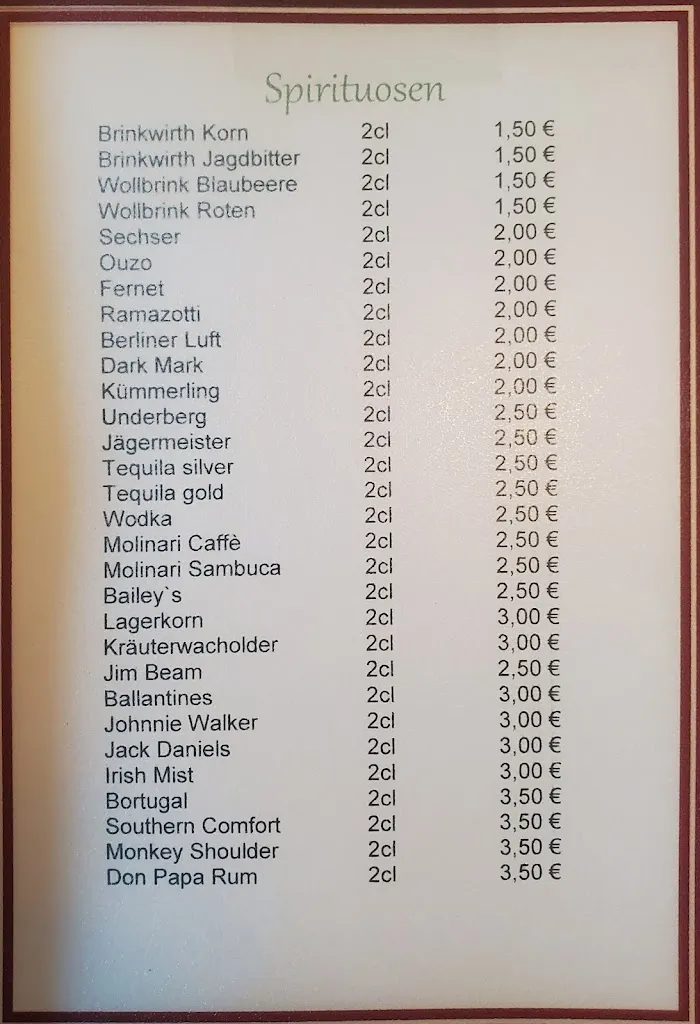 Spirituosen
Brinkwirth Korn 2cl 1,50 €
Brinkwirth Jagdbitter 2cl 1,50 €
Wollbrink Blaubeere 2cl 1,50 €
Wollbrink Roten 2cl 1,50 €
Sechser 2cl 2,00 €
Ouzo 2cl 2,00 €
Fernet 2cl 2,00 €
Ramazotti 2cl 2,00 €
Berliner Luft 2cl 2,00 €
Dark Mark 2cl 2,00 €
Kümmerling 2cl 2,00 €
Underberg 2cl 2,50 €
Jägermeister 2cl 2,50 €
Tequila silver 2cl 2,50 €
Tequila gold 2cl 2,50 €
Wodka 2cl 2,50 €
Molinari Caffè 2cl 2,50 €
Molinari Sambuca 2cl 2,50 €
Bailey`s 2cl 2,50 €
Lagerkorn 2cl 3,00 €
Kräuterwacholder 2cl 3,00 €
Jim Beam 2cl 2,50 €
Ballantines 2cl 3,00 €
Johnnie Walker 2cl 3,00 €
Jack Daniels 2cl 3,00 €
Irish Mist 2cl 3,00 €
Bortugal 2cl 3,50 €
Southern Comfort 2cl 3,50 €
Monkey Shoulder 2cl 3,50 €
Don Papa Rum 2cl 3,50 €